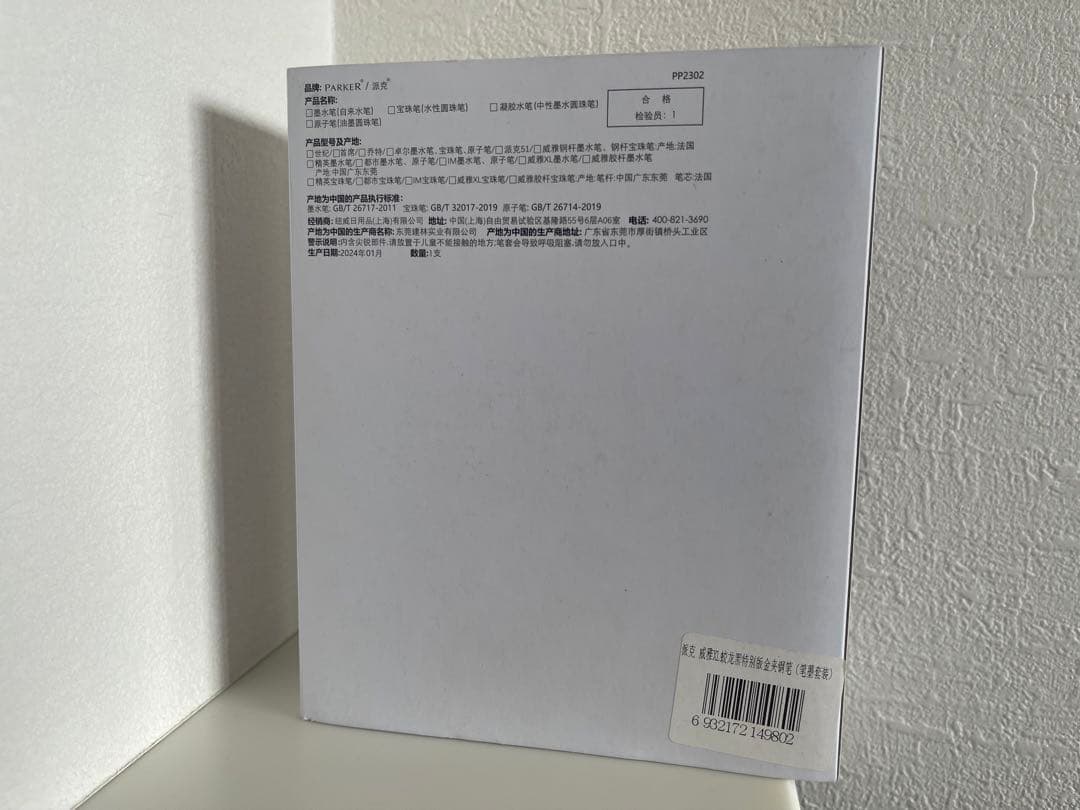 品牌: PARKER® / 派克®
PP2302
产品名称:
□墨水笔(自来水笔) □宝珠笔(水性圆珠笔) □凝胶水笔(中性墨水圆珠笔)
□原子笔(油墨圆珠笔)
合 格
检验员: 1
产品型号及产地:
□世纪/□首席/□乔特/□卓尔墨水笔、宝珠笔、原子笔/□派克51/□威雅钢杆墨水笔、钢杆宝珠笔:产地:法国
□精英墨水笔/□都市墨水笔、原子笔/□IM墨水笔、原子笔/□威雅XL墨水笔/□威雅胶杆墨水笔
产地:中国广东东莞
□精英宝珠笔/□都市宝珠笔/□IM宝珠笔/□威雅XL宝珠笔/□威雅胶杆宝珠笔:产地:笔杆:中国广东东莞 笔芯:法国
产地为中国的产品执行标准:
墨水笔: GB/T 26717-2011 宝珠笔: GB/T 32017-2019 原子笔: GB/T 26714-2019
经销商: 纽威日用品(上海)有限公司 地址: 中国(上海)自由贸易试验区基隆路55号6层A06室 电话: 400-821-3690
产地为中国的生产商名称: 东莞建林实业有限公司 产地为中国的生产商地址: 广东省东莞市厚街镇桥头工业区
警示说明:内含尖锐部件,请放置于儿童不能接触的地方;笔套会导致呼吸阻塞,请勿放入口中。
生产日期:2024年01月 数量:1支
派克 威雅XL蛟龙黑特别版金夹钢笔（笔墨套装）
6 932172 149802